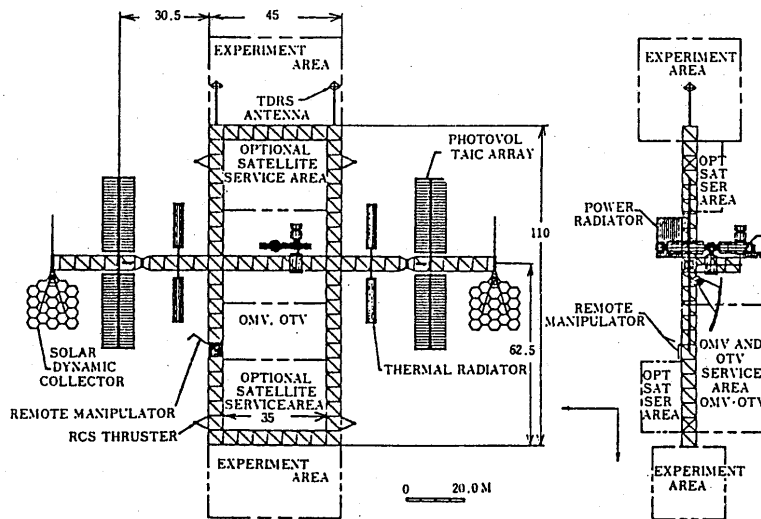 30.5
45
EXPERIMENT
AREA
TDRS
ANTENNA
OPTIONAL
SATELLITE
SERVICE AREA
PHOTOVOL
TAIC ARRAY
110
62.5
OMV, OTV
SOLAR
DYNAMIC
COLLECTOR
THERMAL RADIATOR
REMOTE MANIPULATOR
OPTIONAL
SATELLITE
SERVICEAREA
35
RCS THRUSTER
EXPERIMENT
AREA
0 20.0M
EXPERIMENT
AREA
OPT
SAT
SER
AREA
POWER
RADIATOR
REMOTE
MANIPULATOR
OMV AND
OTV
SERVICE
AREA
OMV·OTV
OPT
SAT
SER
AREA
EXPERIMENT
AREA